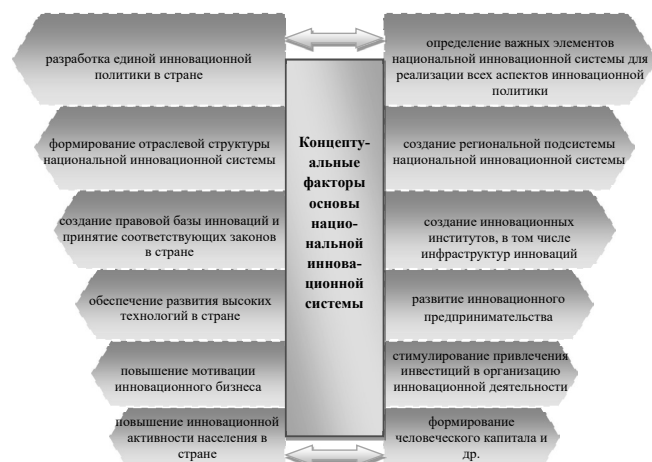 разработка единой инновационной
политики в стране
определение важных элементов
национальной инновационной системы для
реализации всех аспектов инновационной
политики
формирование отраслевой структуры
национальной инновационной системы
создание региональной подсистемы
национальной инновационной системы
создание правовой базы инноваций и
принятие соответствующих законов
в стране
создание инновационных
институтов, в том числе
инфраструктур инноваций
обеспечение развития высоких
технологий в стране
развитие инновационного
предпринимательства
повышение мотивации
инновационного бизнеса
стимулирование привлечения
инвестиций в организацию
инновационной деятельности
повышение инновационной
активности населения в
стране
формирование
человеческого капитала и
др.
Концепту-
альные
факторы
основы
нацио-
нальной
иннова-
ционной
системы